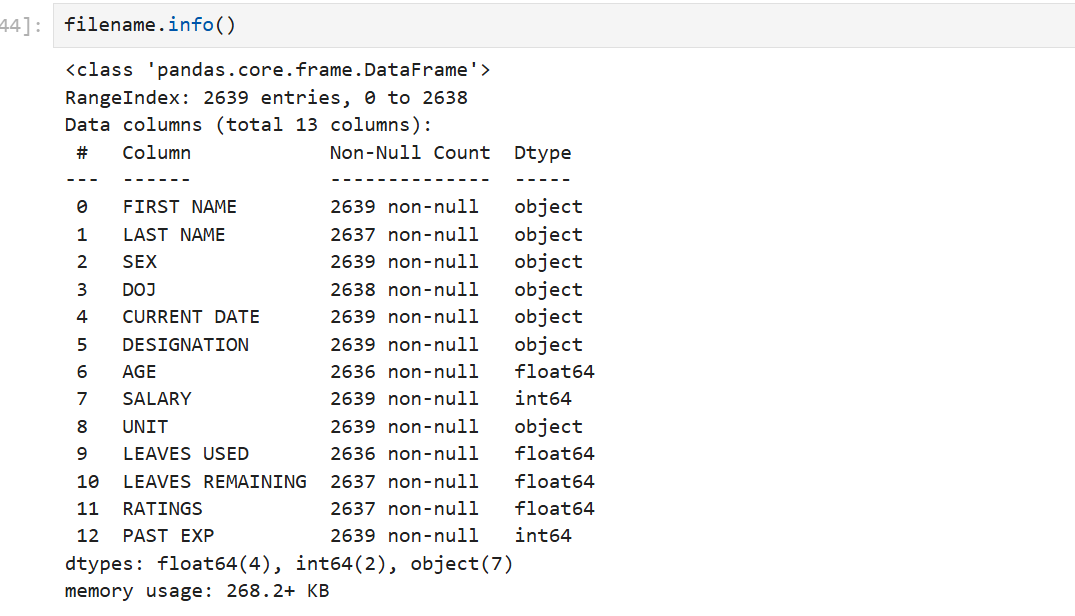 44]:
filename.info()
<class 'pandas.core.frame.DataFrame'>
RangeIndex: 2639 entries, 0 to 2638
Data columns (total 13 columns):
 #   Column            Non-Null Count  Dtype
---  ------            --------------  -----
 0   FIRST NAME        2639 non-null   object
 1   LAST NAME         2637 non-null   object
 2   SEX               2639 non-null   object
 3   DOJ               2638 non-null   object
 4   CURRENT DATE      2639 non-null   object
 5   DESIGNATION       2639 non-null   object
 6   AGE               2636 non-null   float64
 7   SALARY            2639 non-null   int64
 8   UNIT              2639 non-null   object
 9   LEAVES USED       2636 non-null   float64
 10  LEAVES REMAINING  2637 non-null   float64
 11  RATINGS           2637 non-null   float64
 12  PAST EXP          2639 non-null   int64
dtypes: float64(4), int64(2), object(7)
memory usage: 268.2+ KB